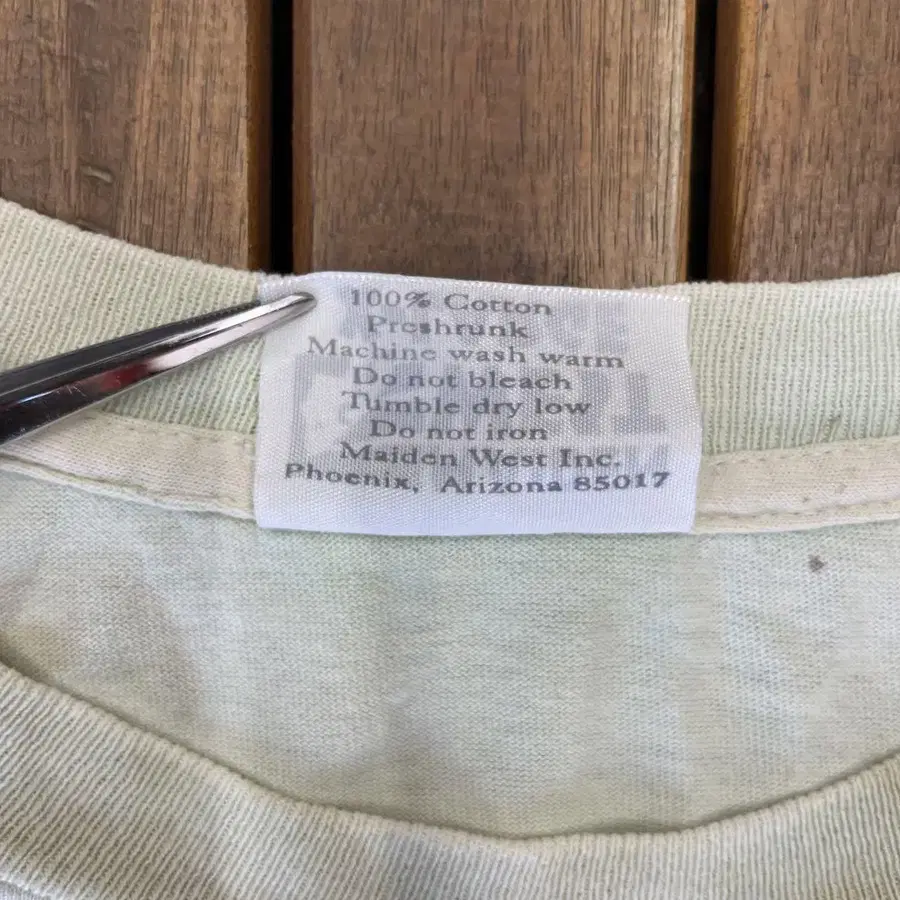 100% Cotton
Preshrunk
Machine wash warm
Do not bleach
Tumble dry low
Do not iron
Maiden West Inc.
Phoenix, Arizona 85017